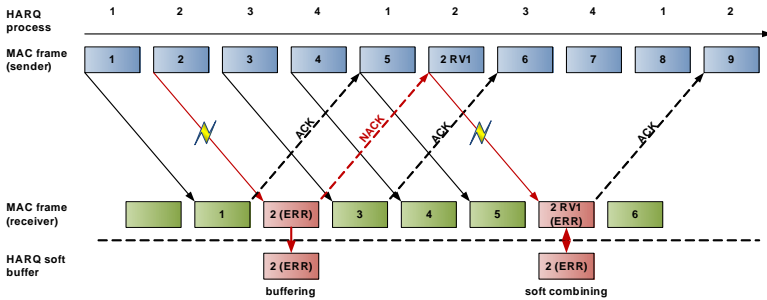 HARQ process 1 2 3 4 1 2 3 4 1 2
MAC frame (sender) 1 2 3 4 5 2 RV1 6 7 8 9
ACK NACK ACK ACK
MAC frame (receiver) 1 2 (ERR) 3 4 5 2 RV1 (ERR) 6
HARQ soft buffer 2 (ERR) 2 (ERR)
buffering soft combining